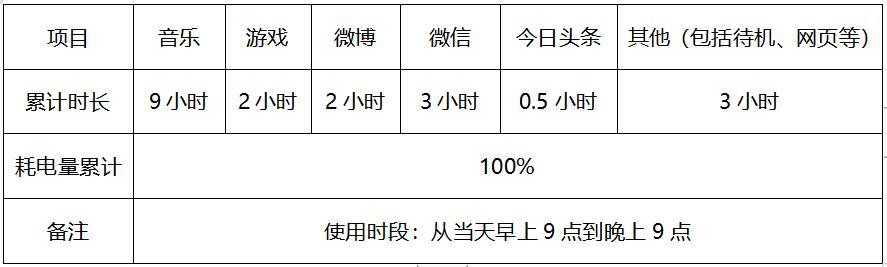 项目 音乐 游戏 微博 微信 今日头条 其他（包括待机、网页等）
累计时长 9 小时 2 小时 2 小时 3 小时 0.5 小时 3 小时
耗电量累计 100%
备注 使用时段：从当天早上 9 点到晚上 9 点